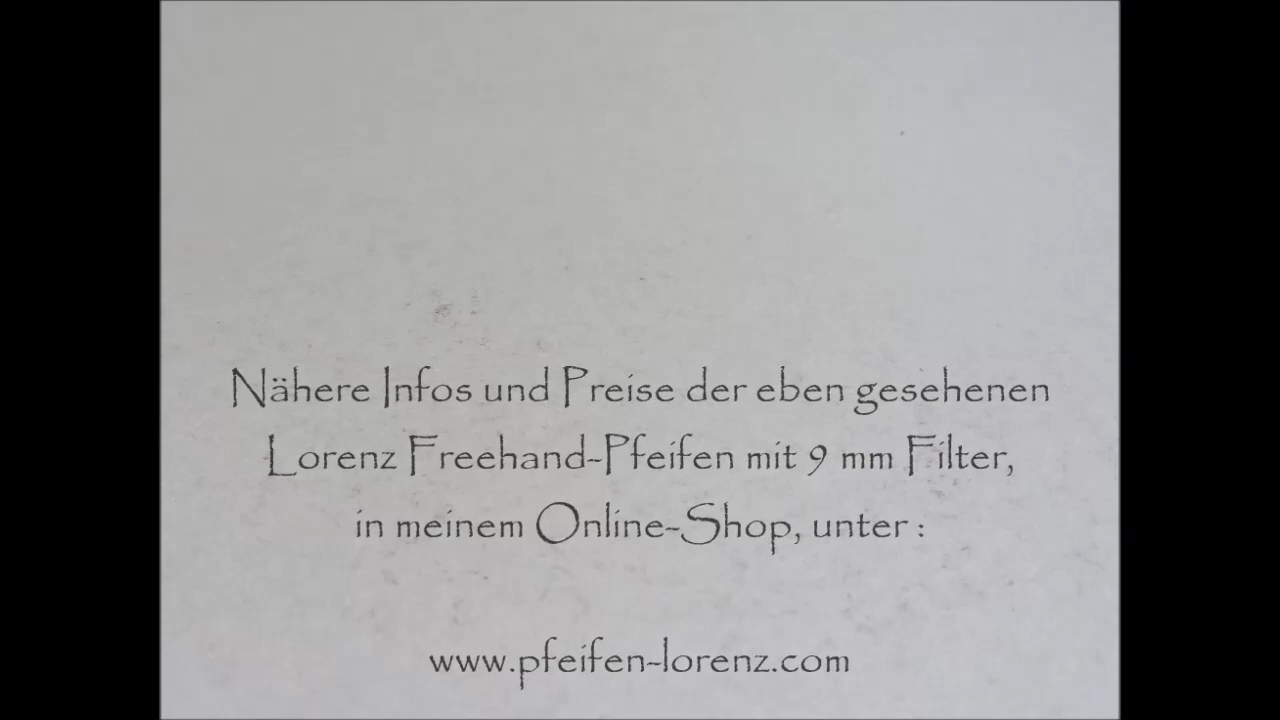 Nähere Infos und Preise der eben gesehenen
Lorenz Freehand-Pfeifen mit 9 mm Filter,
in meinem Online-Shop, unter :
www.pfeifen-lorenz.com